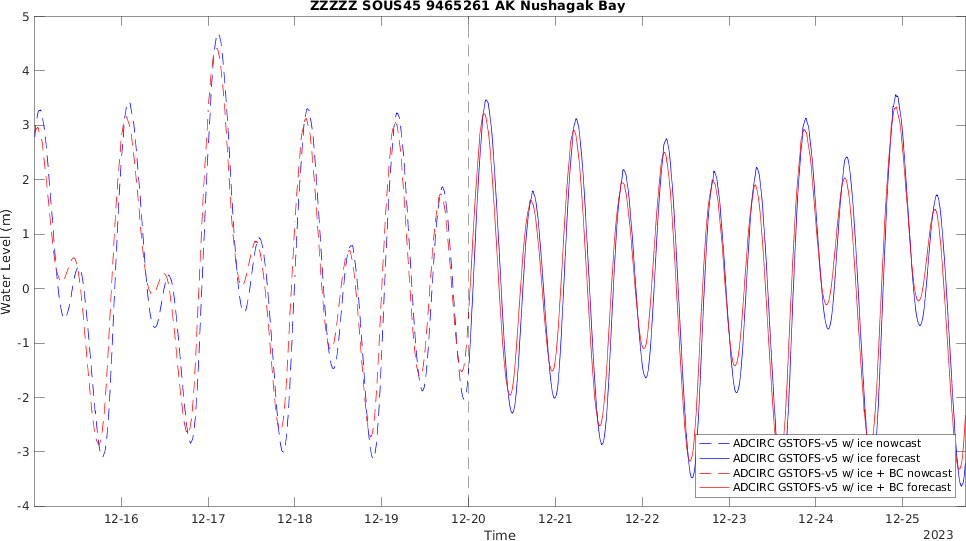 ZZZZZ SOUS45 9465261 AK Nushagak Bay
5
4
3
2
1
0
-1
-2
-3
-4
Water Level (m)
12-16 12-17 12-18 12-19 12-20 12-21 12-22 12-23 12-24 12-25
Time
2023
ADCIRC GSTOFS-v5 w/ ice nowcast
ADCIRC GSTOFS-v5 w/ ice forecast
ADCIRC GSTOFS-v5 w/ ice + BC nowcast
ADCIRC GSTOFS-v5 w/ ice + BC forecast